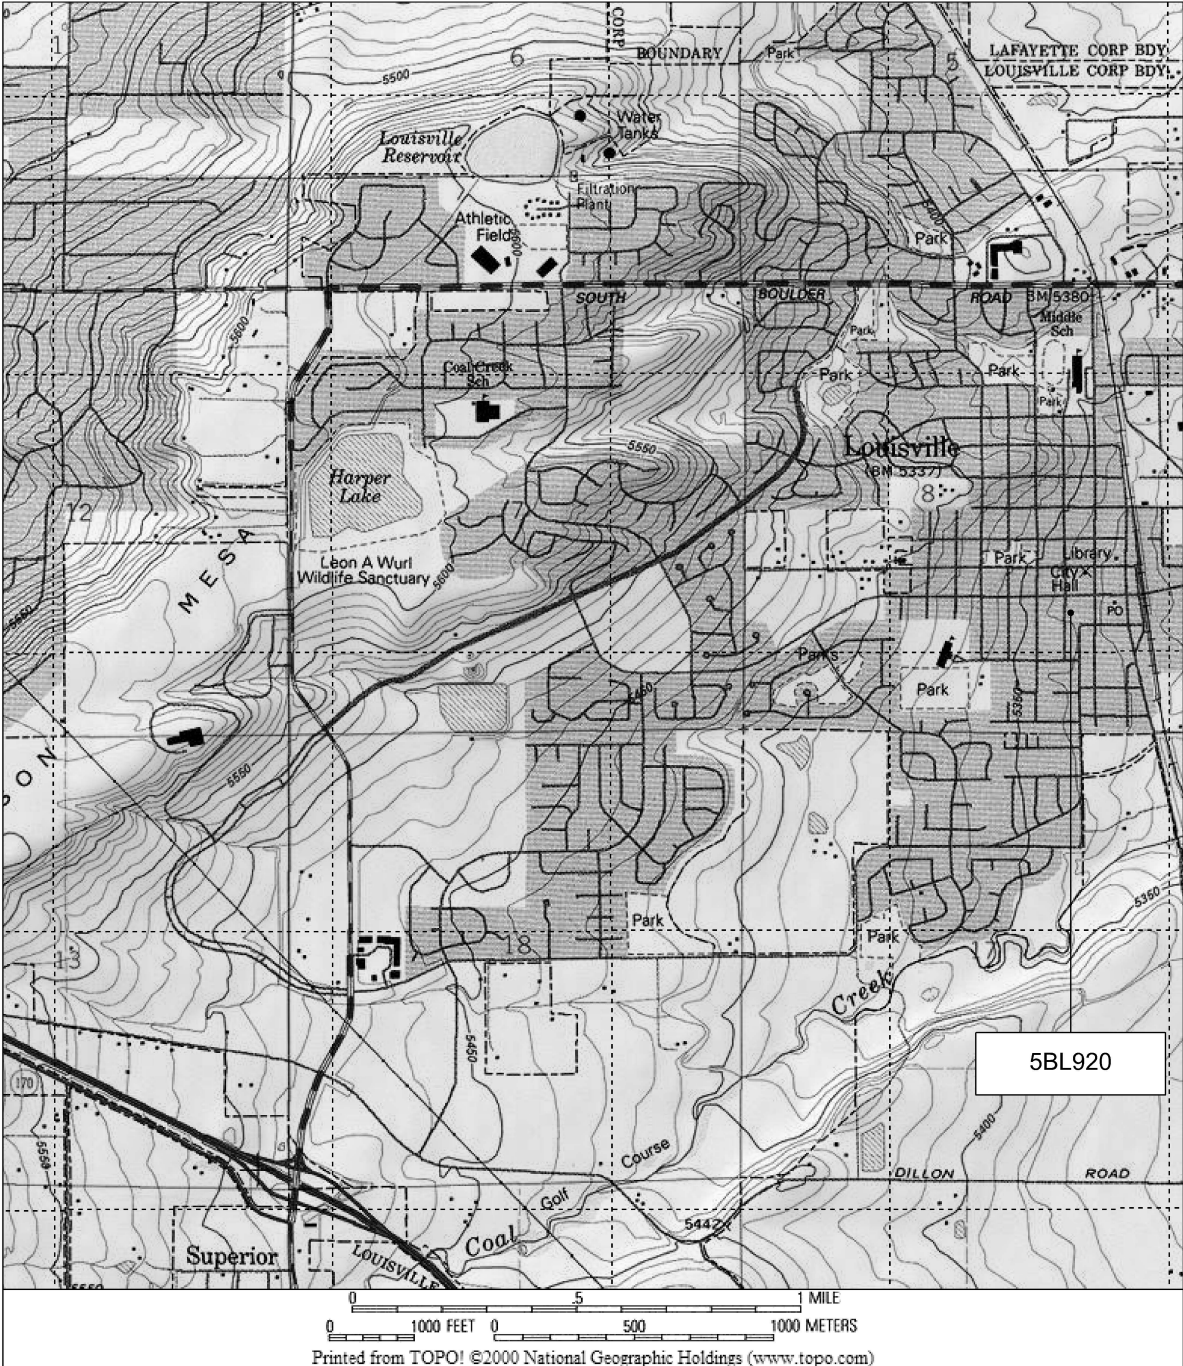 1
6
CORP
BOUNDARY
Park
5
LAFAYETTE CORP BDY
LOUISVILLE CORP BDY
5500
Louisville
Reservoir
Water
Tanks
Filtration
Plant
Athletic
Field
5600
5400
Park
SOUTH
BOULDER
ROAD
BM 5380
Middle
Sch
5600
Park
Coal Creek
Sch
Park
Park
Park
Louisville
(BM 5337)
5550
Harper
Lake
8
12
MESA
Leon A Wurl
Wildlife Sanctuary
5600
Park
Library
City
Hall
PO
5550
Parks
Park
5450
5350
ON
5550
Park
Park
5350
18
13
Creek
5450
5BL920
170
5550
5400
Course
DILLON
ROAD
Golf
5442
Coal
Superior
LOUISVILLE
5550
0 .5 1 MILE
0 1000 FEET 0 500 1000 METERS
Printed from TOPO! ©2000 National Geographic Holdings (www.topo.com)